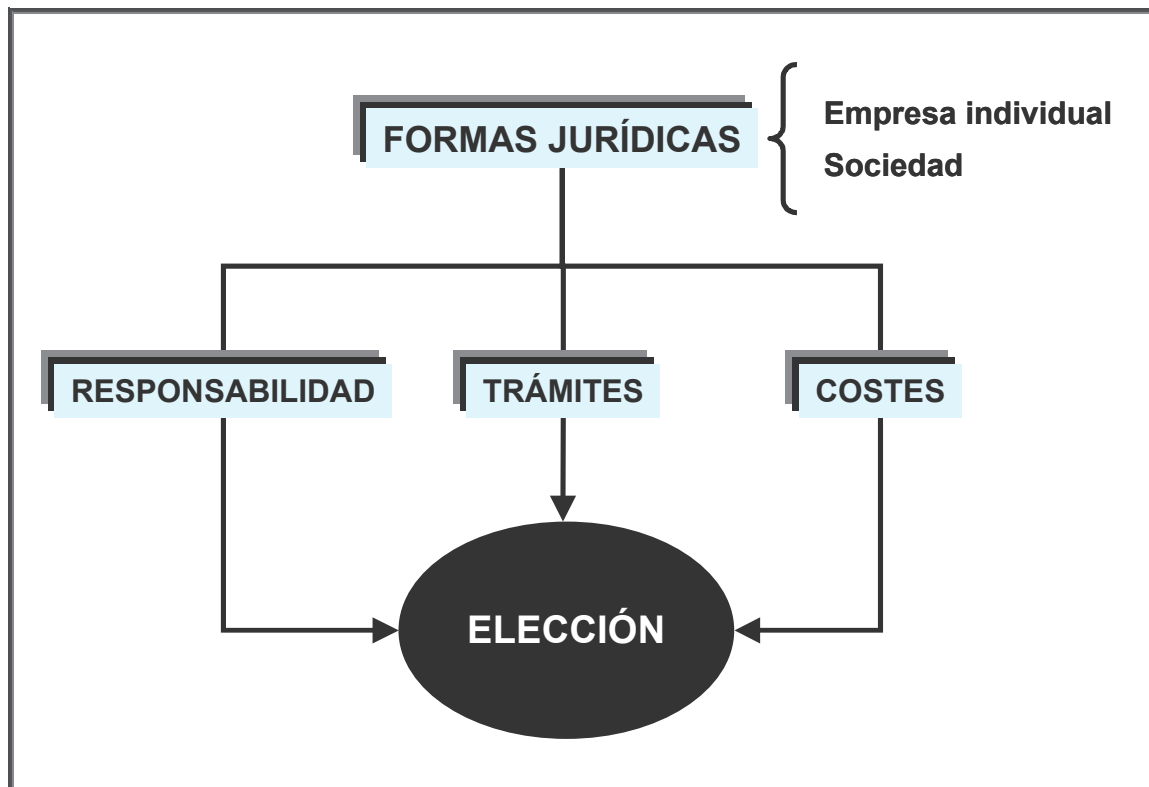 FORMAS JURÍDICAS
Empresa individual
Sociedad
RESPONSABILIDAD
TRÁMITES
COSTES
ELECCIÓN